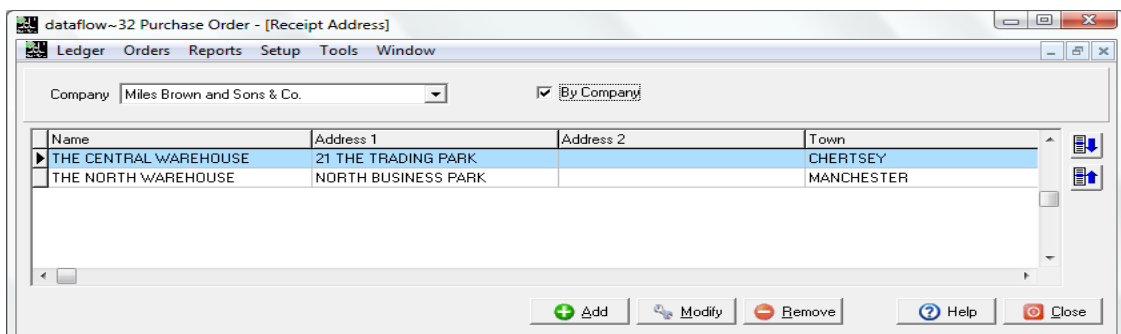 dataflow~32 Purchase Order - [Receipt Address]
Ledger Orders Reports Setup Tools Window
Company Miles Brown and Sons & Co. By Company
Name Address 1 Address 2 Town
THE CENTRAL WAREHOUSE 21 THE TRADING PARK CHERTSEY
THE NORTH WAREHOUSE NORTH BUSINESS PARK MANCHESTER
Add Modify Remove Help Close